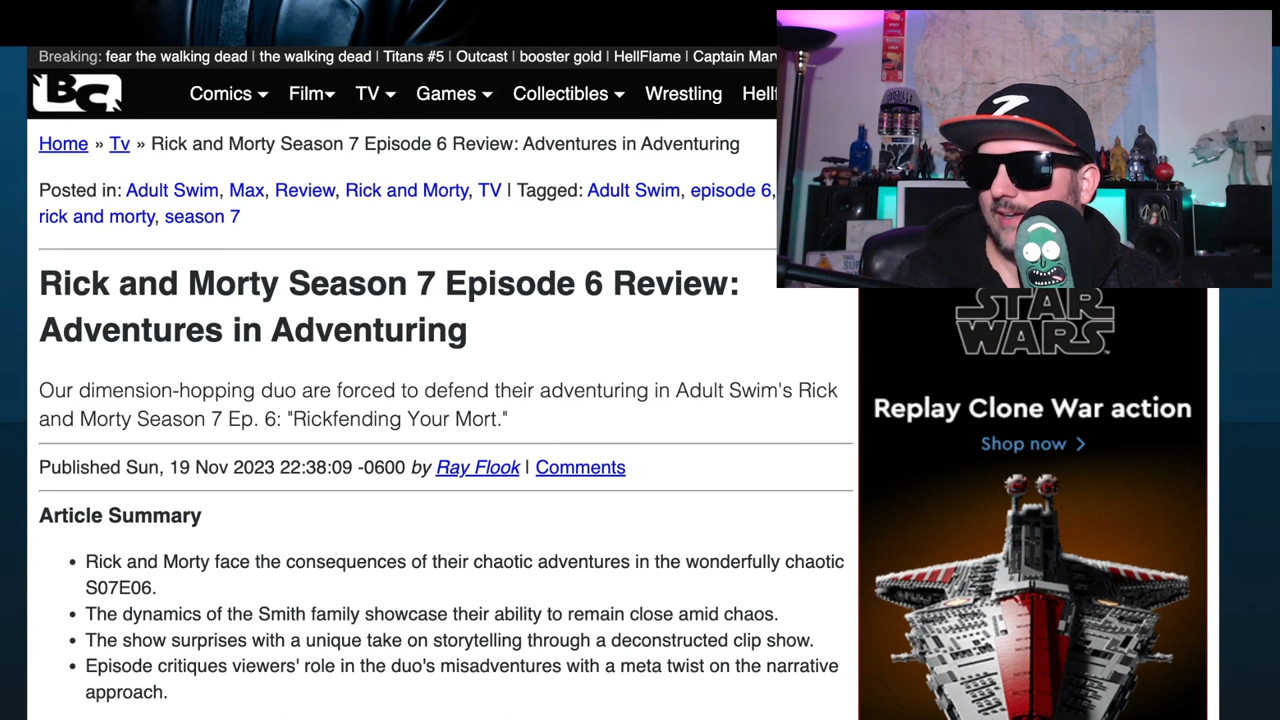 Breaking: fear the walking dead | the walking dead | Titans #5 | Outcast | booster gold | HellFlame | Captain Mar
BC
Comics Film TV Games Collectibles Wrestling Hellf
Home » Tv » Rick and Morty Season 7 Episode 6 Review: Adventures in Adventuring
Posted in: Adult Swim, Max, Review, Rick and Morty, TV | Tagged: Adult Swim, episode 6,
rick and morty, season 7
Rick and Morty Season 7 Episode 6 Review:
Adventures in Adventuring
Our dimension-hopping duo are forced to defend their adventuring in Adult Swim's Rick
and Morty Season 7 Ep. 6: "Rickfending Your Mort."
Published Sun, 19 Nov 2023 22:38:09 -0600 by Ray Flook | Comments
Article Summary
• Rick and Morty face the consequences of their chaotic adventures in the wonderfully chaotic
S07E06.
• The dynamics of the Smith family showcase their ability to remain close amid chaos.
• The show surprises with a unique take on storytelling through a deconstructed clip show.
• Episode critiques viewers' role in the duo's misadventures with a meta twist on the narrative
approach.
STAR
WARS
Replay Clone War action
Shop now >